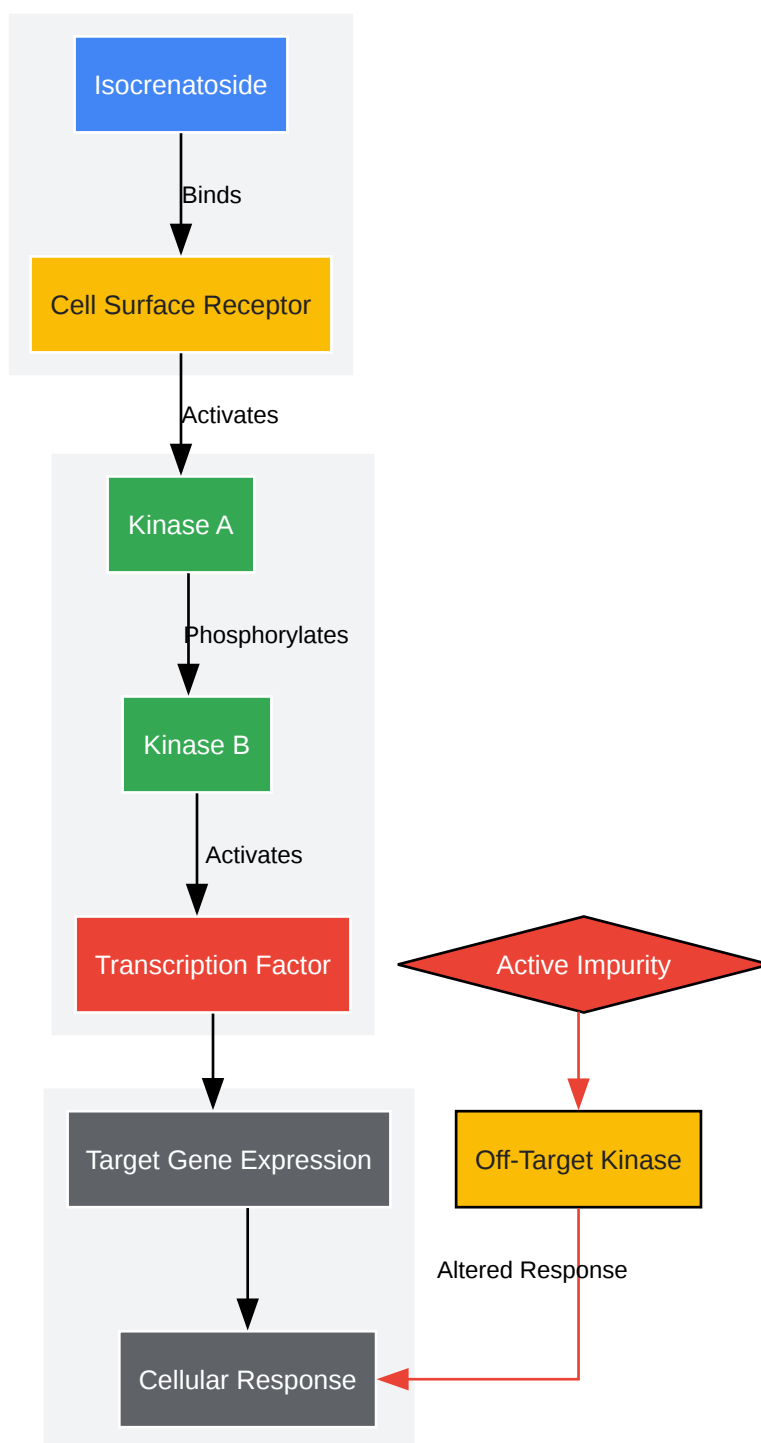 Isocrenatoside
Binds
Cell Surface Receptor
Activates
Kinase A
Phosphorylates
Kinase B
Activates
Transcription Factor
Active Impurity
Target Gene Expression
Off-Target Kinase
Altered Response
Cellular Response